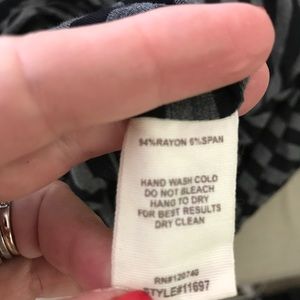 94%RAYON 6%SPAN
HAND WASH COLD
DO NOT BLEACH
HANG TO DRY
FOR BEST RESULTS
DRY CLEAN
RN#120740
STYLE#11697